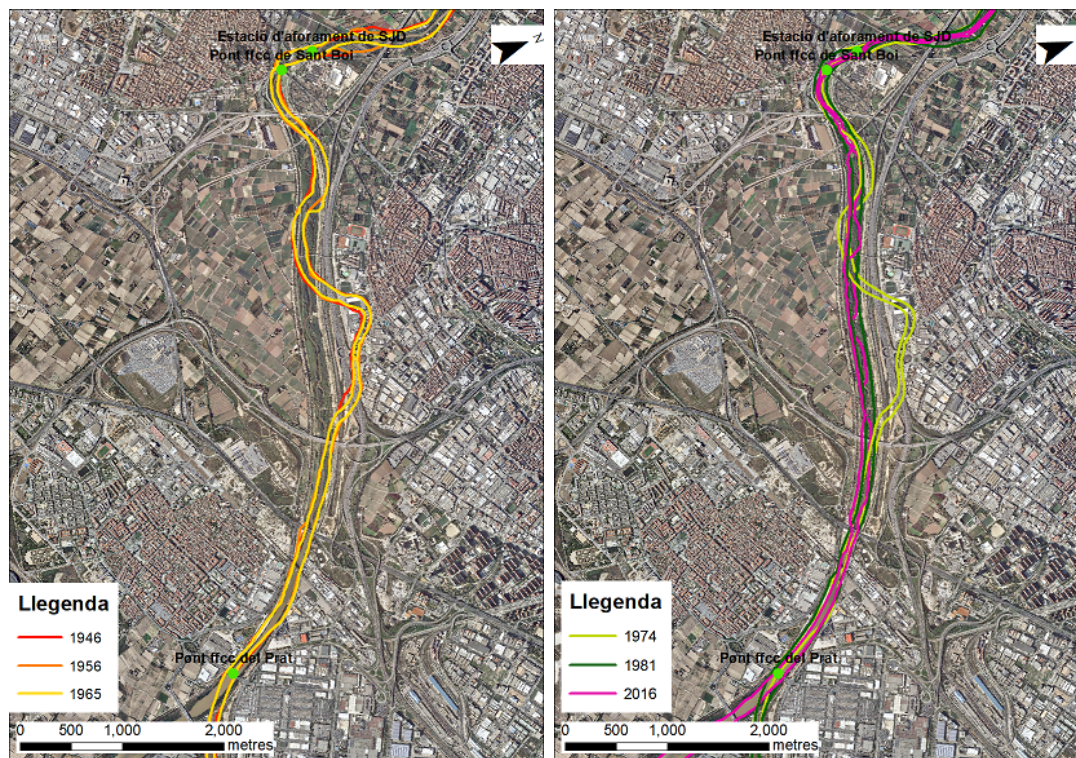 Estació d'aforament de SJD
Pont ffcc de Sant Boi
N
Pont ffcc del Prat
Llegenda
1946
1956
1965
0 500 1,000 2,000
metres
Estació d'aforament de SJD
Pont ffcc de Sant Boi
N
Pont ffcc del Prat
Llegenda
1974
1981
2016
0 500 1,000 2,000
metres